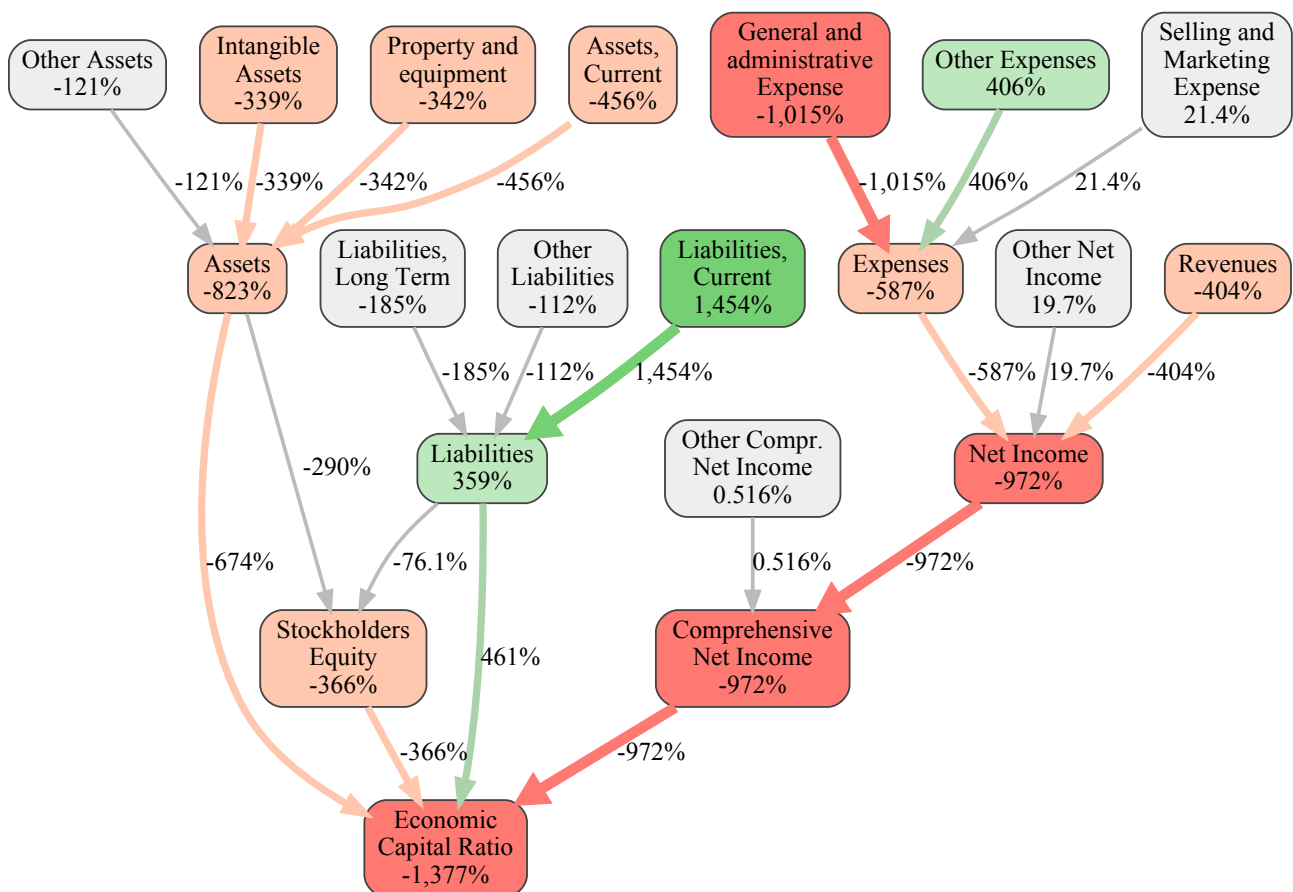 Other Assets
-121%
Intangible
Assets
-339%
Property and
equipment
-342%
Assets,
Current
-456%
General and
administrative
Expense
-1,015%
Other Expenses
406%
Selling and
Marketing
Expense
21.4%
-121%
-339%
-342%
-456%
-1,015%
406%
21.4%
Assets
-823%
Liabilities,
Long Term
-185%
Other
Liabilities
-112%
Liabilities,
Current
1,454%
Expenses
-587%
Other Net
Income
19.7%
Revenues
-404%
-185%
-112%
1,454%
-587%
19.7%
-404%
-290%
Liabilities
359%
Other Compr.
Net Income
0.516%
Net Income
-972%
-674%
-76.1%
0.516%
-972%
Stockholders
Equity
-366%
461%
Comprehensive
Net Income
-972%
-366%
-972%
Economic
Capital Ratio
-1,377%